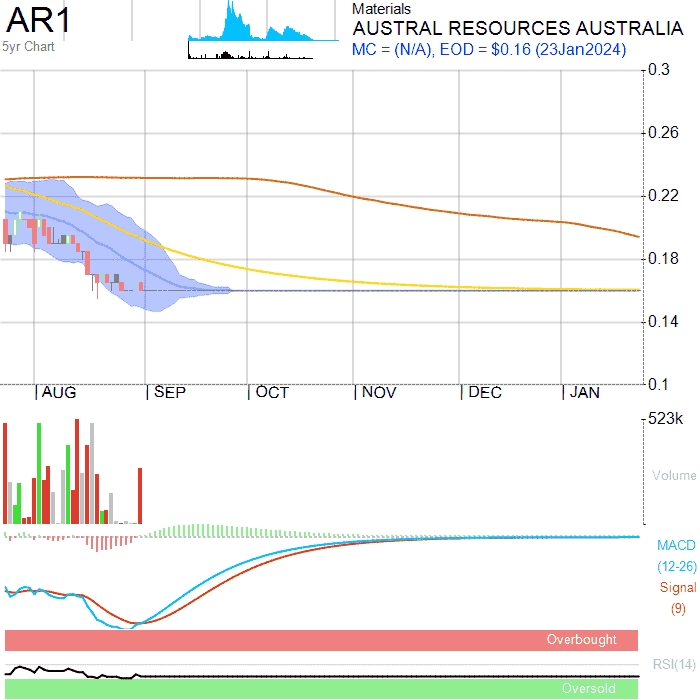 AR1
5yr Chart
Materials
AUSTRAL RESOURCES AUSTRALIA
MC = (N/A), EOD = $0.16 (23Jan2024)
0.3
0.26
0.22
0.18
0.14
0.1
AUG SEP OCT NOV DEC JAN
523k
Volume
MACD
(12-26)
Signal
(9)
Overbought
RSI(14)
Oversold